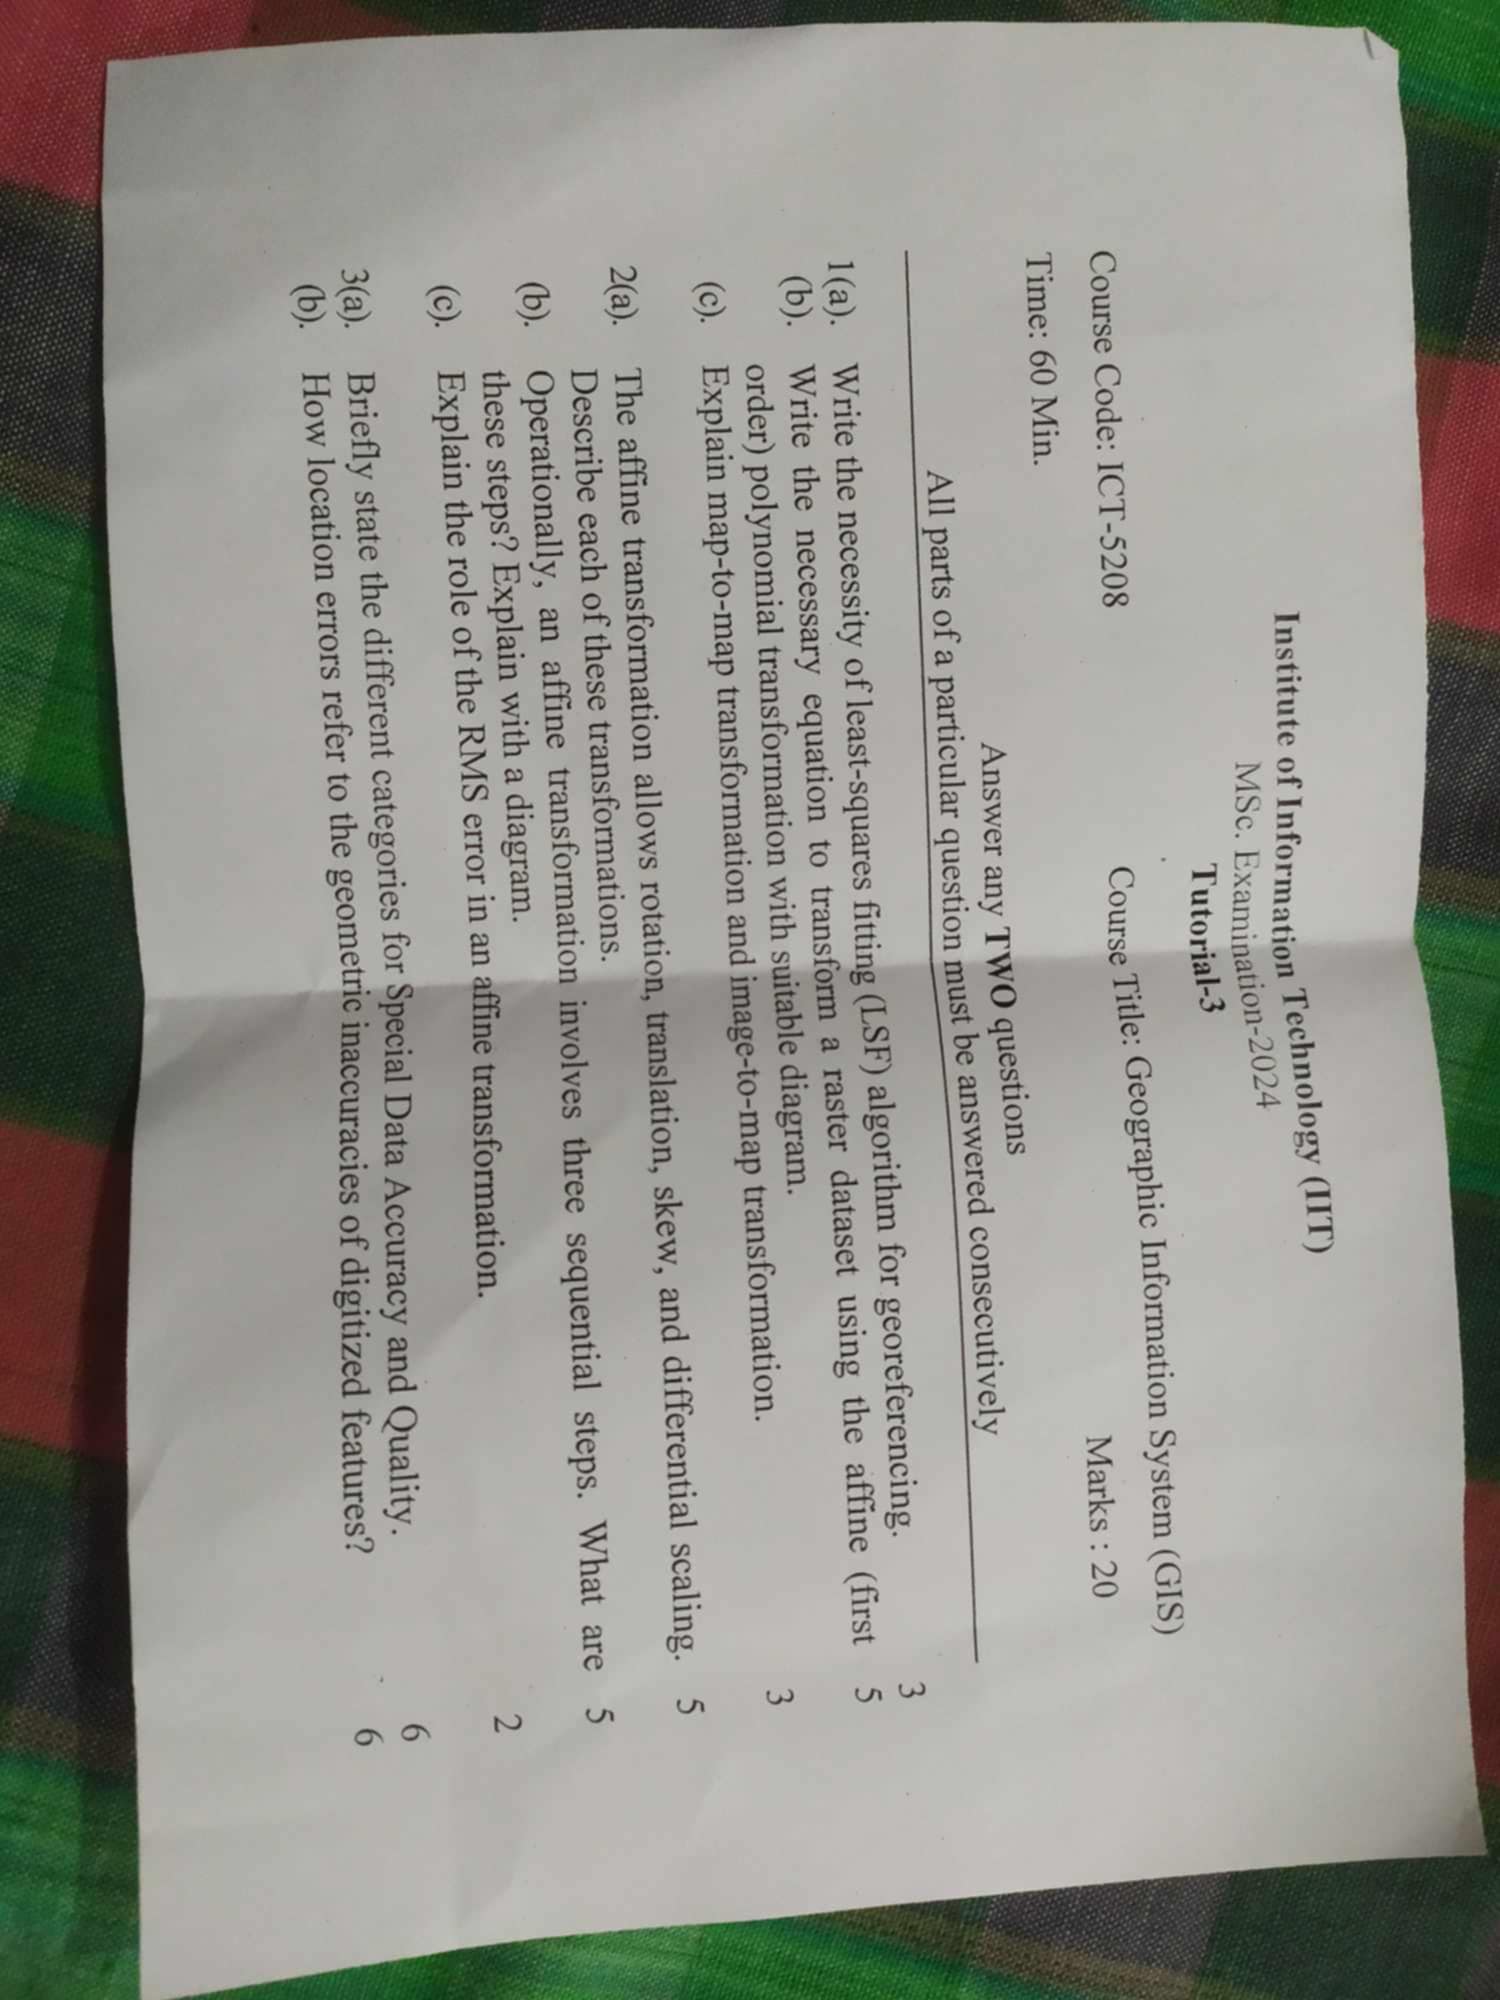 Institute of Information Technology (IIT)
MSc. Examination-2024
Tutorial-3
Course Code: ICT-5208 Course Title: Geographic Information System (GIS)
Time: 60 Min. Marks : 20
Answer any TWO questions
All parts of a particular question must be answered consecutively
1(a). Write the necessity of least-squares fitting (LSF) algorithm for georeferencing. 3
(b). Write the necessary equation to transform a raster dataset using the affine (first 5
order) polynomial transformation with suitable diagram.
(c). Explain map-to-map transformation and image-to-map transformation. 3
2(a). The affine transformation allows rotation, translation, skew, and differential scaling. 5
Describe each of these transformations.
(b). Operationally, an affine transformation involves three sequential steps. What are 5
these steps? Explain with a diagram.
(c). Explain the role of the RMS error in an affine transformation. 2
3(a). Briefly state the different categories for Special Data Accuracy and Quality. 6
(b). How location errors refer to the geometric inaccuracies of digitized features? 6